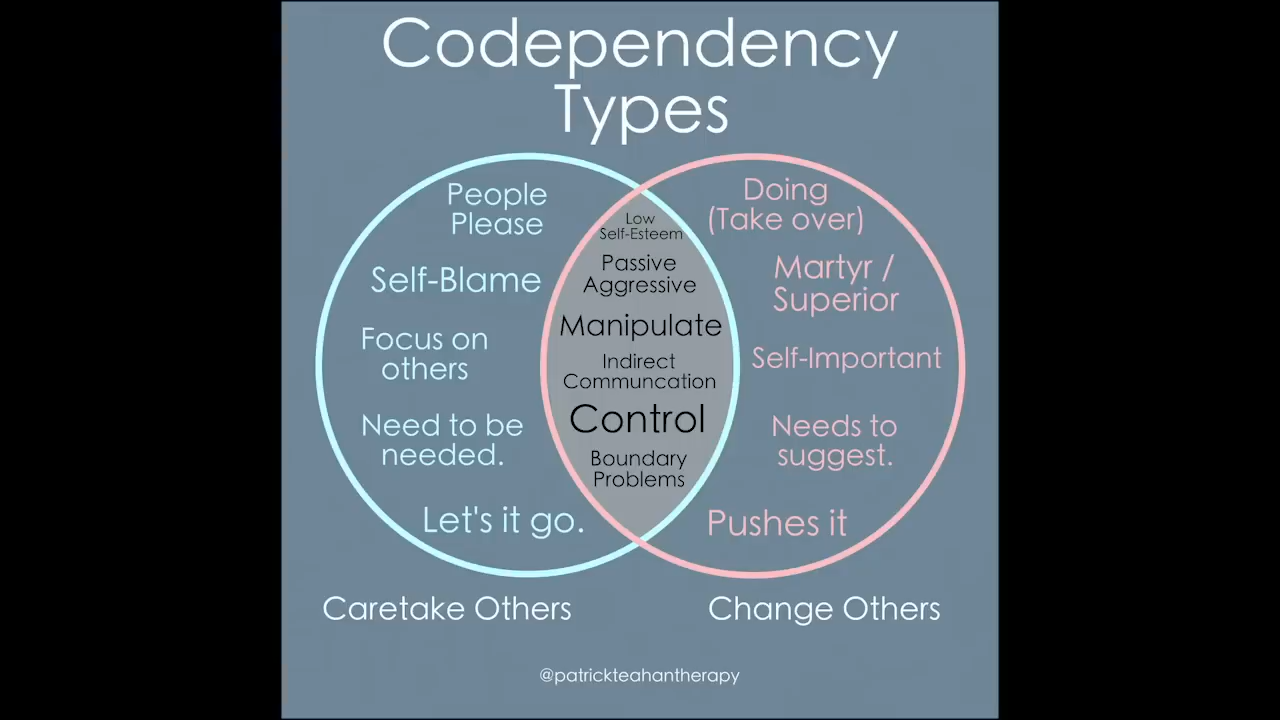 Codependency
Types
People
Please
Self-Blame
Focus on
others
Need to be
needed.
Let's it go.
Low
Self-Esteem
Passive
Aggressive
Manipulate
Indirect
Communcation
Control
Boundary
Problems
Doing
(Take over)
Martyr /
Superior
Self-Important
Needs to
suggest.
Pushes it
Caretake Others
Change Others
@patrickteahantherapy